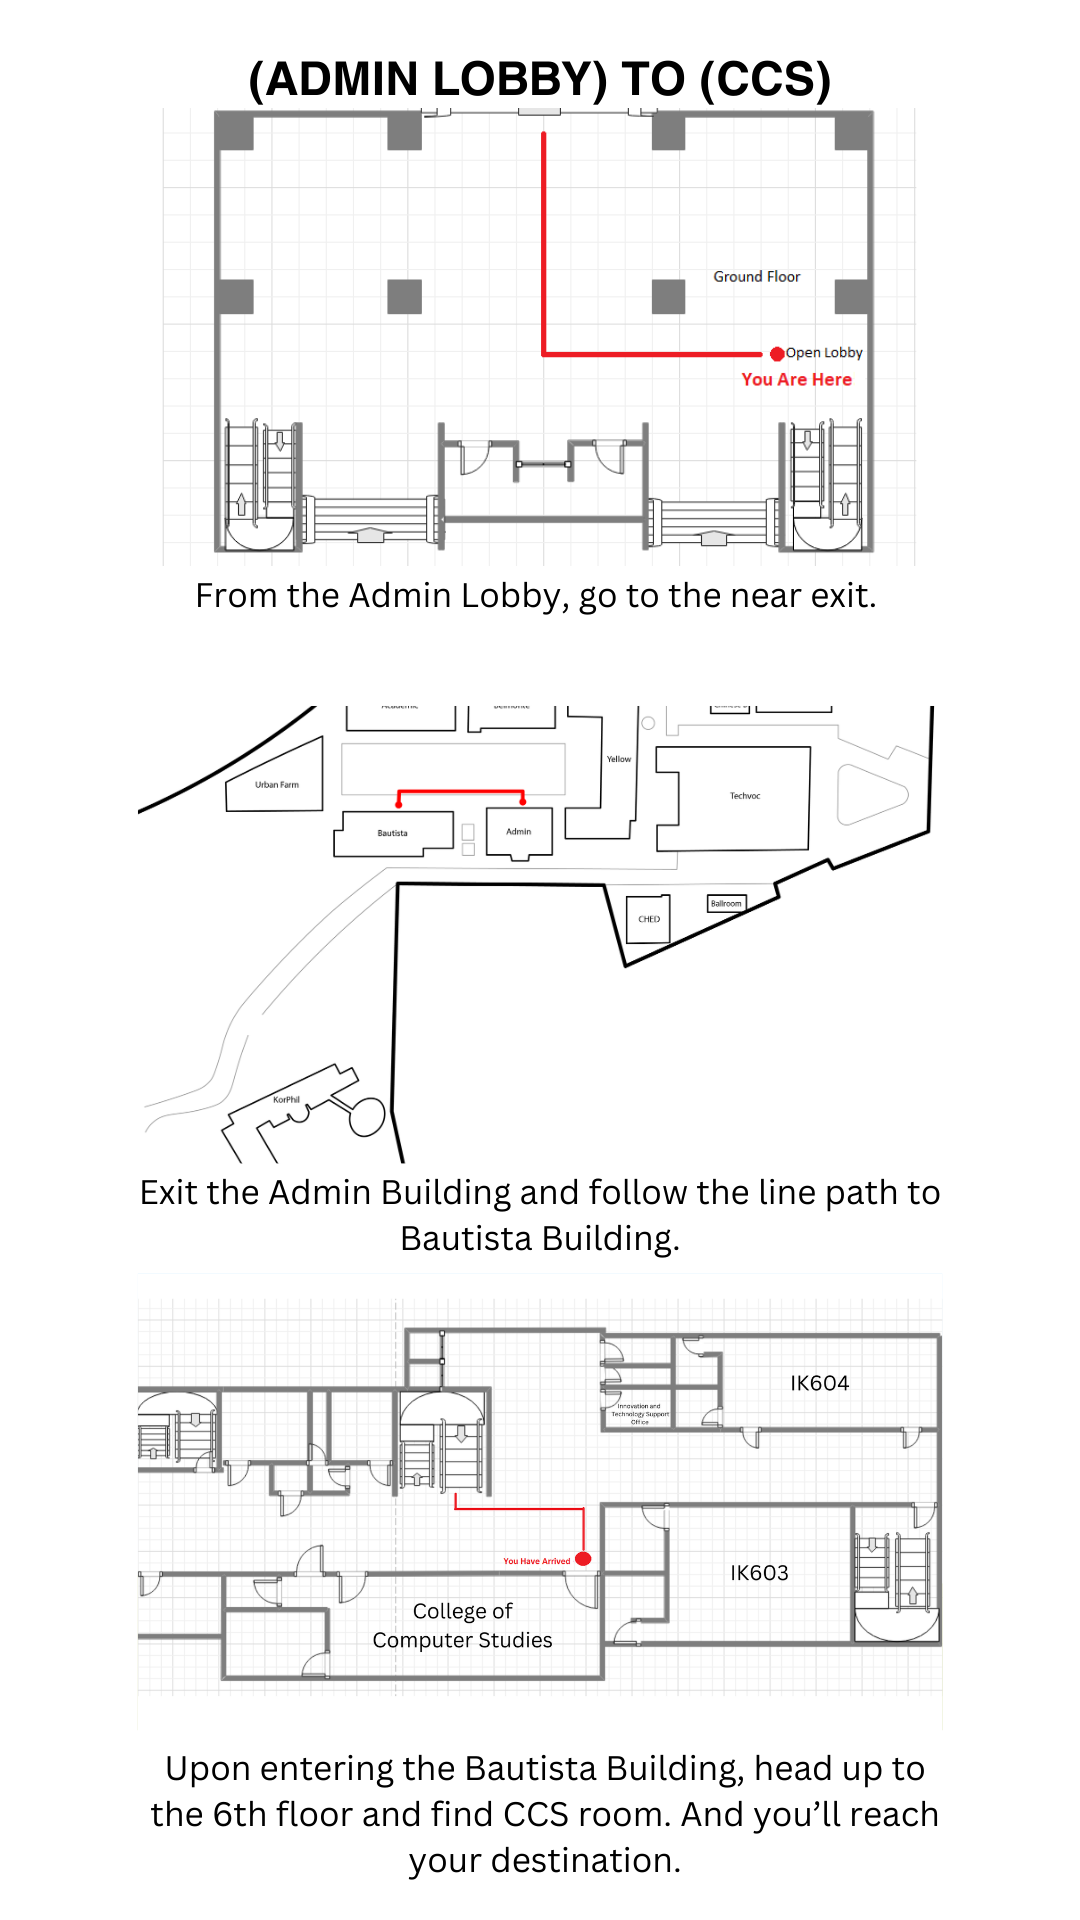 (ADMIN LOBBY) TO (CCS)
Ground Floor
Open Lobby
You Are Here
From the Admin Lobby, go to the near exit.
Urban Farm
Yellow
Techvoc
Bautista
Admin
CHED
Ballroom
KorPhil
Exit the Admin Building and follow the line path to
Bautista Building.
IK604
Innovation and
Technology Support
Office
You Have Arrived
IK603
College of
Computer Studies
Upon entering the Bautista Building, head up to
the 6th floor and find CCS room. And you’ll reach
your destination.